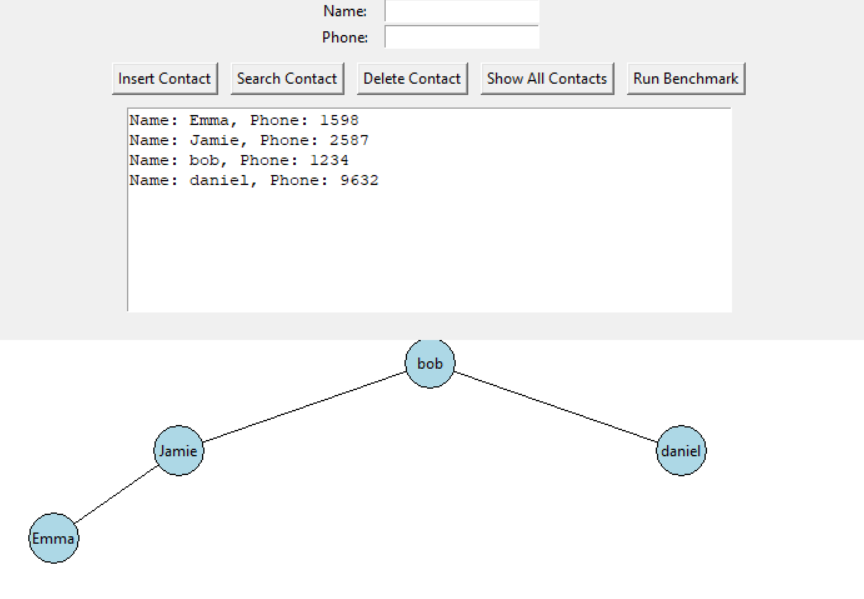 Name:
Phone:
Insert Contact Search Contact Delete Contact Show All Contacts Run Benchmark
Name: Emma, Phone: 1598
Name: Jamie, Phone: 2587
Name: bob, Phone: 1234
Name: daniel, Phone: 9632
bob
Jamie daniel
Emma